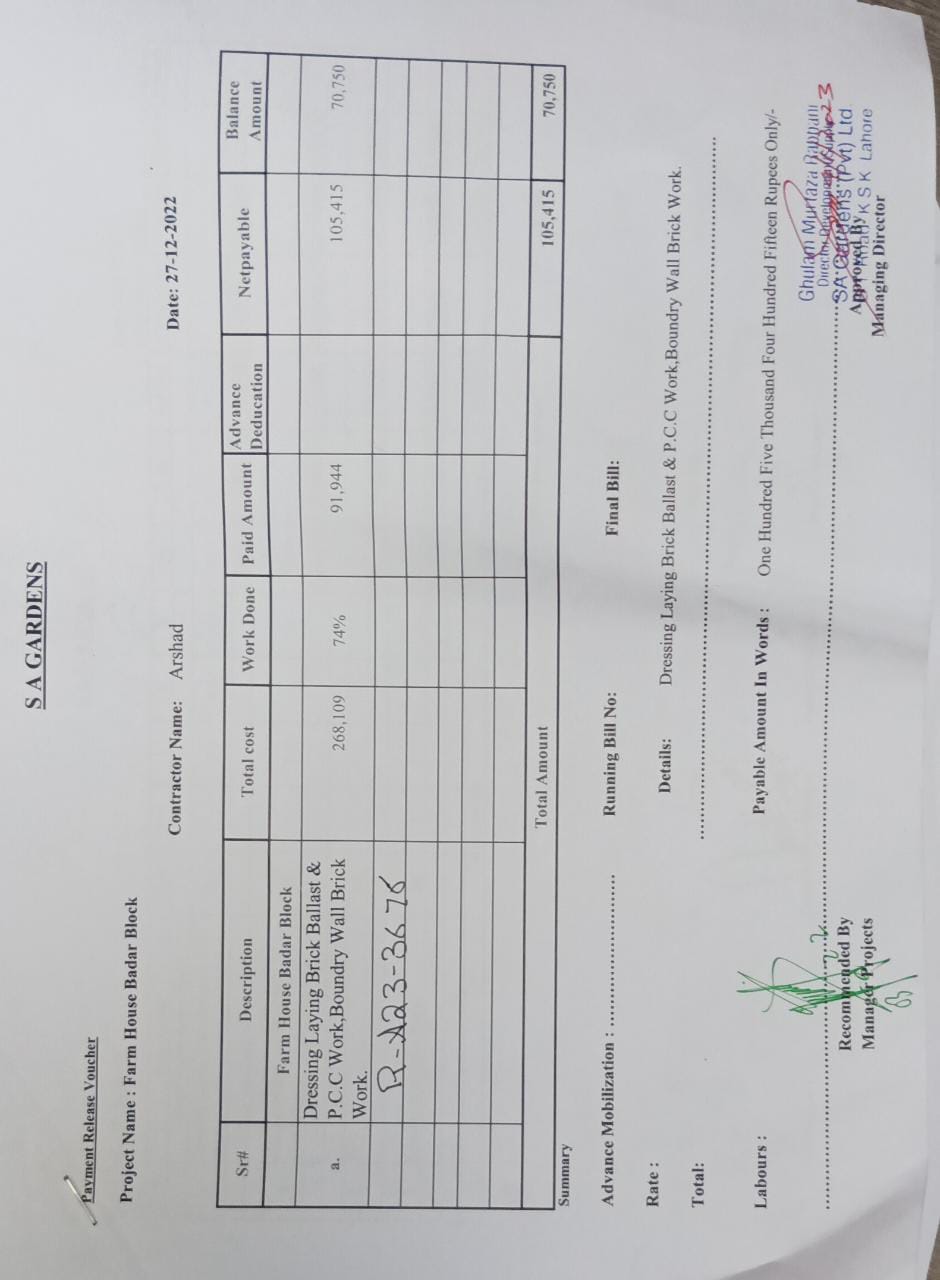 S A GARDENS
Payment Release Voucher
Project Name : Farm House Badar Block
Contractor Name: Arshad Date: 27-12-2022
Sr# Description Total cost Work Done Paid Amount Advance Deducation Netpayable Balance Amount
Farm House Badar Block
a. Dressing Laying Brick Ballast & P.C.C Work,Boundry Wall Brick Work. 268,109 74% 91,944 105,415 70,750
R-A23-3676
Total Amount 105,415 70,750
Summary
Advance Mobilization : Running Bill No: Final Bill:
Rate : Details: Dressing Laying Brick Ballast & P.C.C Work,Boundry Wall Brick Work.
Total:
Labours : Payable Amount In Words : One Hundred Five Thousand Four Hundred Fifteen Rupees Only/-
Ghulam Murtaza Rabbani
Director Development
SA Gardens (Pvt) Ltd.
Road K S K Lahore
Recommended By Approved By
Manager Projects Managing Director